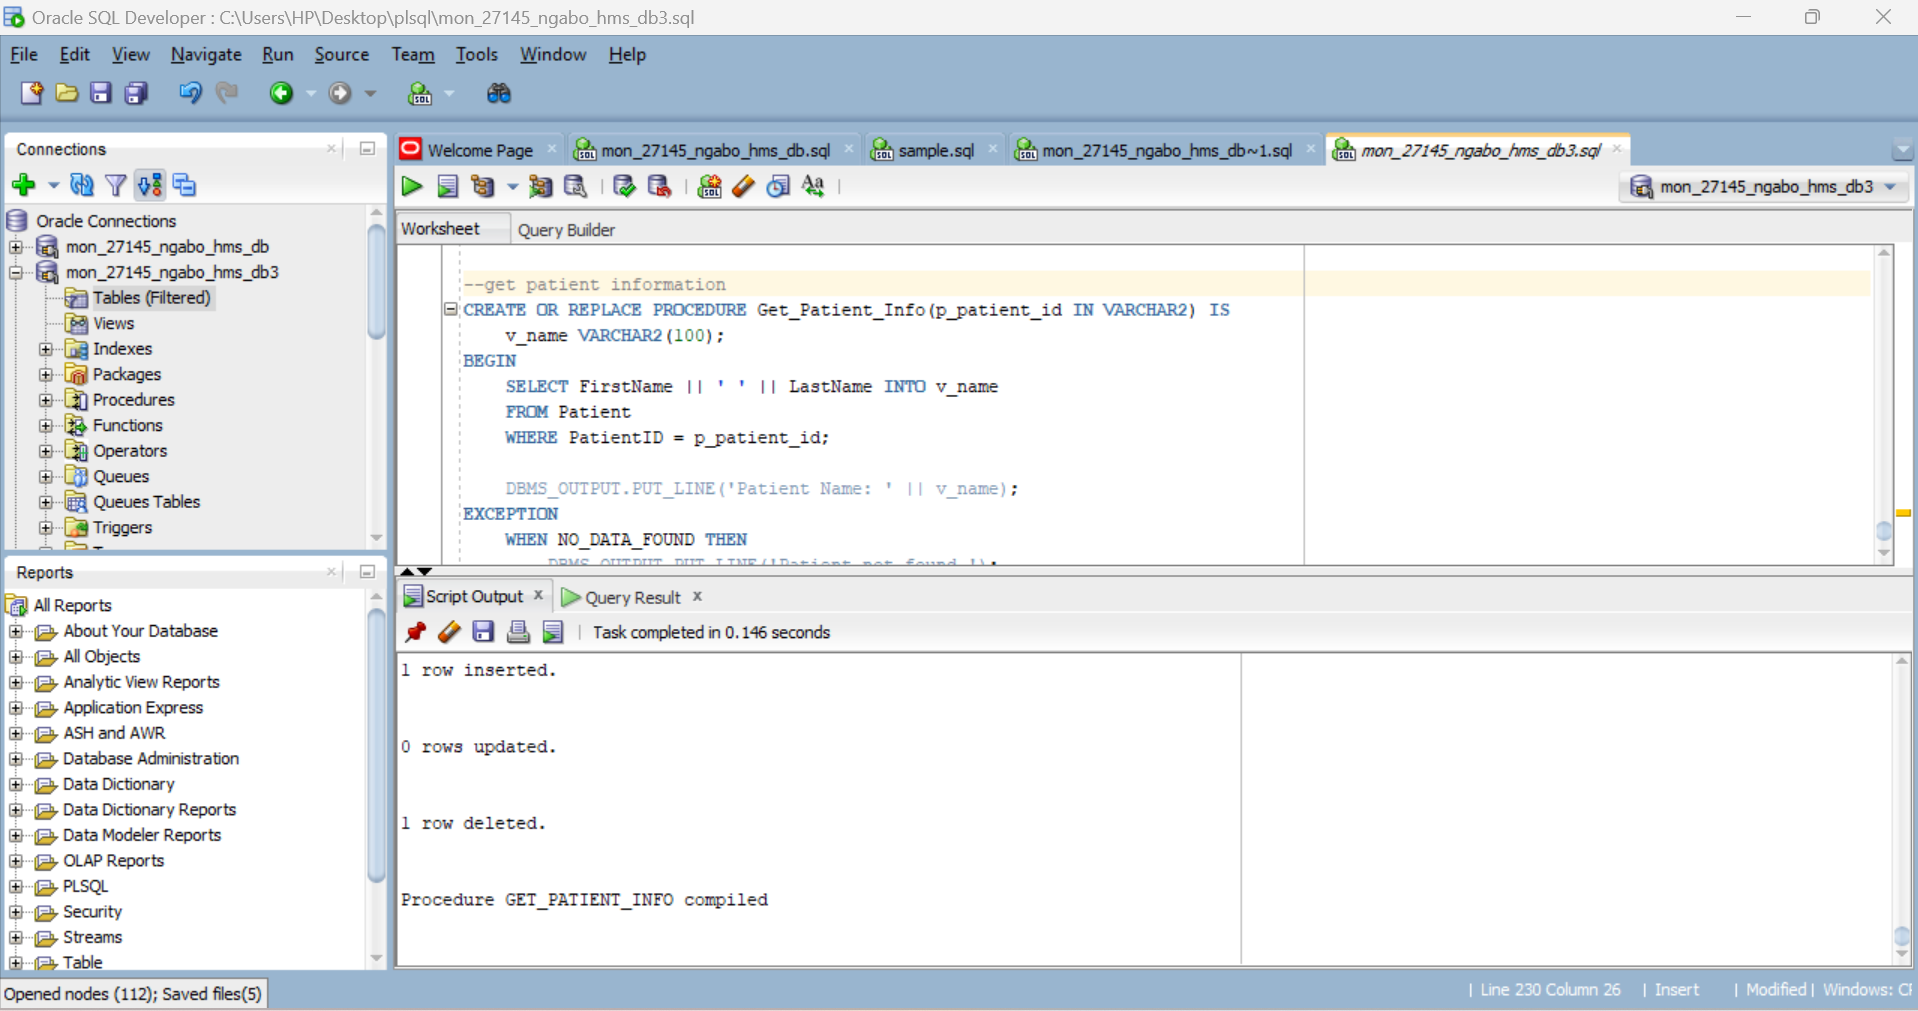 Oracle SQL Developer : C:\Users\HP\Desktop\plsql\mon_27145_ngabo_hms_db3.sql
File Edit View Navigate Run Source Team Tools Window Help
Connections
Oracle Connections
mon_27145_ngabo_hms_db
mon_27145_ngabo_hms_db3
Tables (Filtered)
Views
Indexes
Packages
Procedures
Functions
Operators
Queues
Queues Tables
Triggers
Reports
All Reports
About Your Database
All Objects
Analytic View Reports
Application Express
ASH and AWR
Database Administration
Data Dictionary
Data Dictionary Reports
Data Modeler Reports
OLAP Reports
PLSQL
Security
Streams
Table
Welcome Page mon_27145_ngabo_hms_db.sql sample.sql mon_27145_ngabo_hms_db~1.sql mon_27145_ngabo_hms_db3.sql
mon_27145_ngabo_hms_db3
Worksheet Query Builder
--get patient information
CREATE OR REPLACE PROCEDURE Get_Patient_Info(p_patient_id IN VARCHAR2) IS
v_name VARCHAR2(100);
BEGIN
SELECT FirstName || ' ' || LastName INTO v_name
FROM Patient
WHERE PatientID = p_patient_id;
DBMS_OUTPUT.PUT_LINE('Patient Name: ' || v_name);
EXCEPTION
WHEN NO_DATA_FOUND THEN
DBMS_OUTPUT.PUT_LINE('Patient not found.');
Script Output Query Result
Task completed in 0.146 seconds
1 row inserted.
0 rows updated.
1 row deleted.
Procedure GET_PATIENT_INFO compiled
Opened nodes (112); Saved files(5)
Line 230 Column 26 | Insert | Modified | Windows: